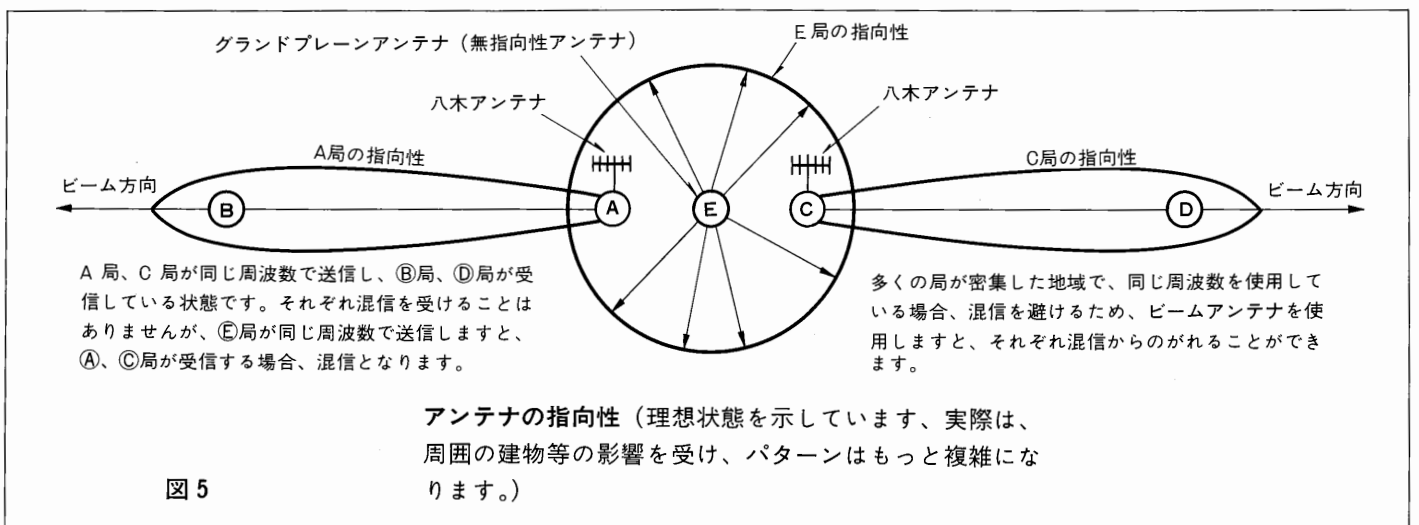 グランドプレーンアンテナ（無指向性アンテナ）
E局の指向性
八木アンテナ
八木アンテナ
A局の指向性
C局の指向性
ビーム方向
B
A
E
C
D
ビーム方向
A 局、C 局が同じ周波数で送信し、Ⓑ局、Ⓓ局が受
信している状態です。それぞれ混信を受けることは
ありませんが、Ⓔ局が同じ周波数で送信しますと、
Ⓐ、Ⓒ局が受信する場合、混信となります。
多くの局が密集した地域で、同じ周波数を使用して
いる場合、混信を避けるため、ビームアンテナを使
用しますと、それぞれ混信からのがれることができ
ます。
アンテナの指向性（理想状態を示しています、実際は、
周囲の建物等の影響を受け、パターンはもっと複雑にな
ります。）
図5